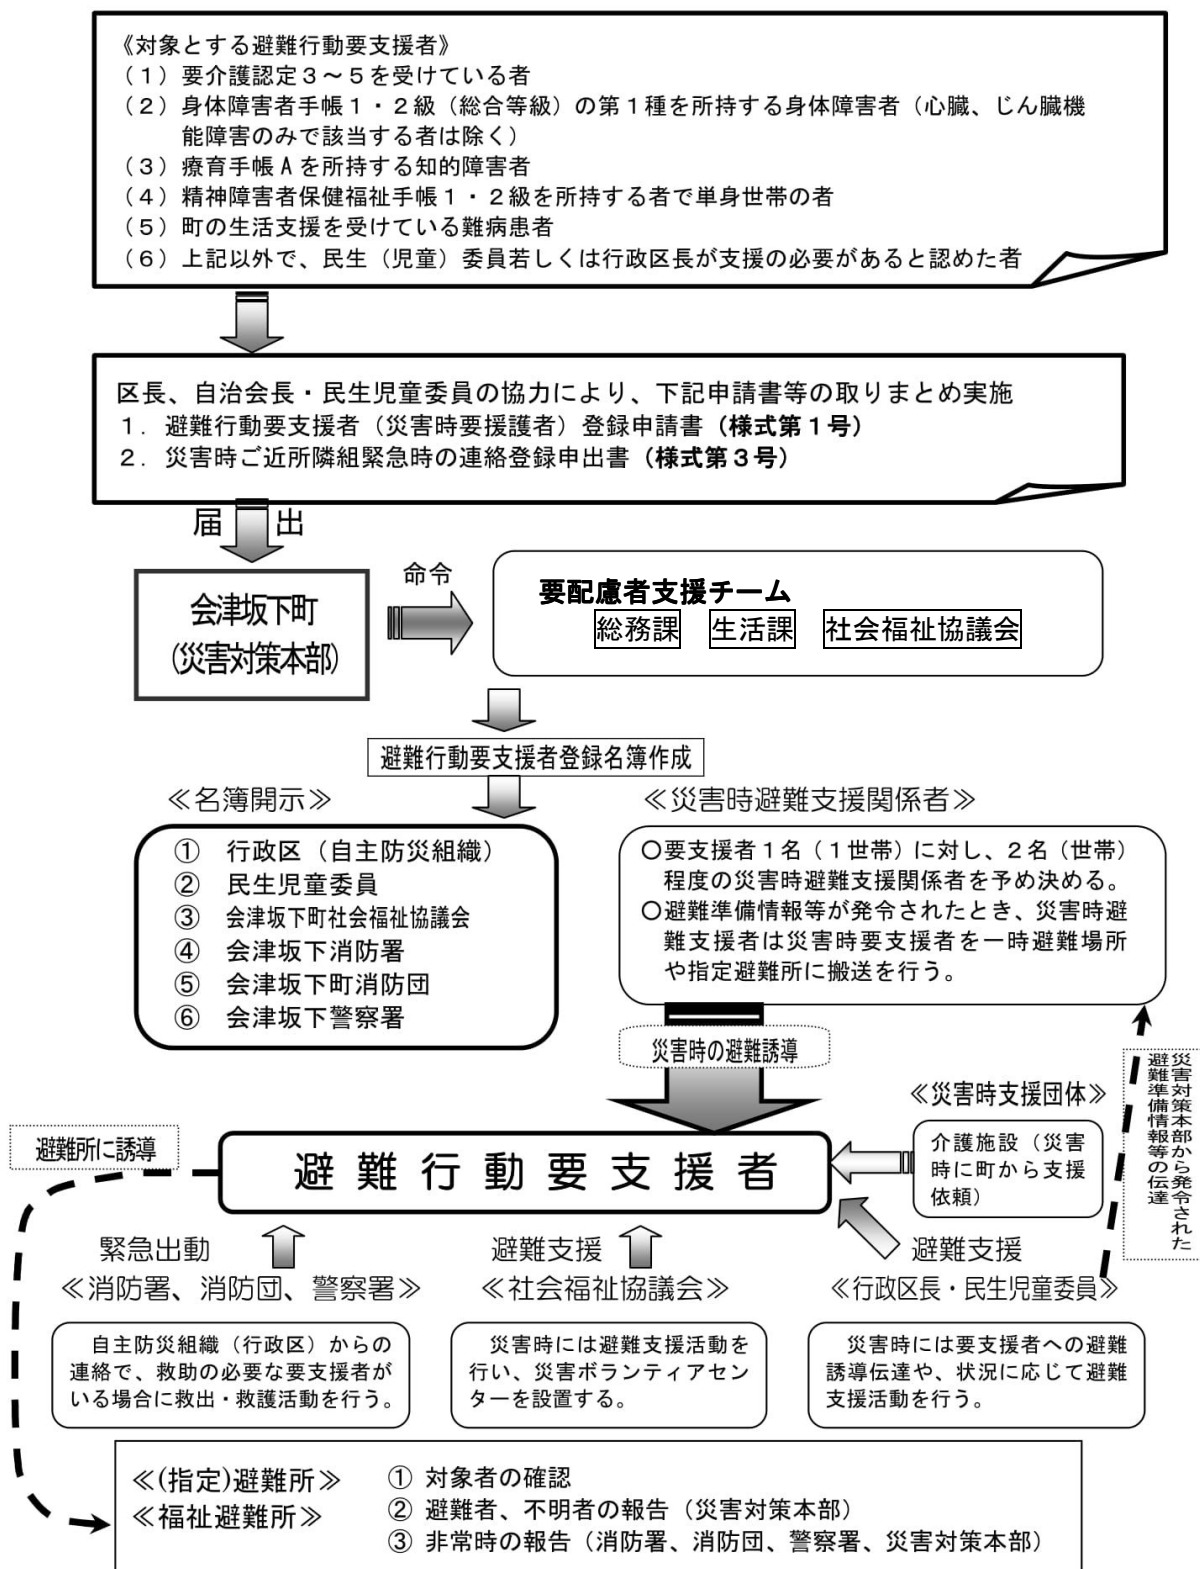 《対象とする避難行動要支援者》
（１）要介護認定３～５を受けている者
（２）身体障害者手帳１・２級（総合等級）の第１種を所持する身体障害者（心臓、じん臓機
能障害のみで該当する者は除く）
（３）療育手帳Ａを所持する知的障害者
（４）精神障害者保健福祉手帳１・２級を所持する者で単身世帯の者
（５）町の生活支援を受けている難病患者
（６）上記以外で、民生（児童）委員若しくは行政区長が支援の必要があると認めた者
区長、自治会長・民生児童委員の協力により、下記申請書等の取りまとめ実施
１．避難行動要支援者（災害時要援護者）登録申請書（様式第１号）
２．災害時ご近所隣組緊急時の連絡登録申出書（様式第３号）
届 出
会津坂下町
（災害対策本部）
命令
要配慮者支援チーム
総務課 生活課 社会福祉協議会
避難行動要支援者登録名簿作成
≪名簿開示≫
① 行政区（自主防災組織）
② 民生児童委員
③ 会津坂下町社会福祉協議会
④ 会津坂下消防署
⑤ 会津坂下町消防団
⑥ 会津坂下警察署
≪災害時避難支援関係者≫
○要支援者１名（１世帯）に対し、２名（世帯）
程度の災害時避難支援関係者を予め決める。
○避難準備情報等が発令されたとき、災害時避
難支援者は災害時要支援者を一時避難場所
や指定避難所に搬送を行う。
災害時の避難誘導
災害対策本部から発令された
避難準備情報等の伝達
≪災害時支援団体≫
介護施設（災害
時に町から支援
依頼）
避難所に誘導
避難行動要支援者
緊急出動
≪消防署、消防団、警察署≫
自主防災組織（行政区）からの
連絡で、救助の必要な要支援者が
いる場合に救出・救護活動を行う。
避難支援
≪社会福祉協議会≫
災害時には避難支援活動を
行い、災害ボランティアセン
ターを設置する。
避難支援
≪行政区長・民生児童委員≫
災害時には要支援者への避難
誘導伝達や、状況に応じて避難
支援活動を行う。
≪(指定)避難所≫
≪福祉避難所≫
① 対象者の確認
② 避難者、不明者の報告（災害対策本部）
③ 非常時の報告（消防署、消防団、警察署、災害対策本部）